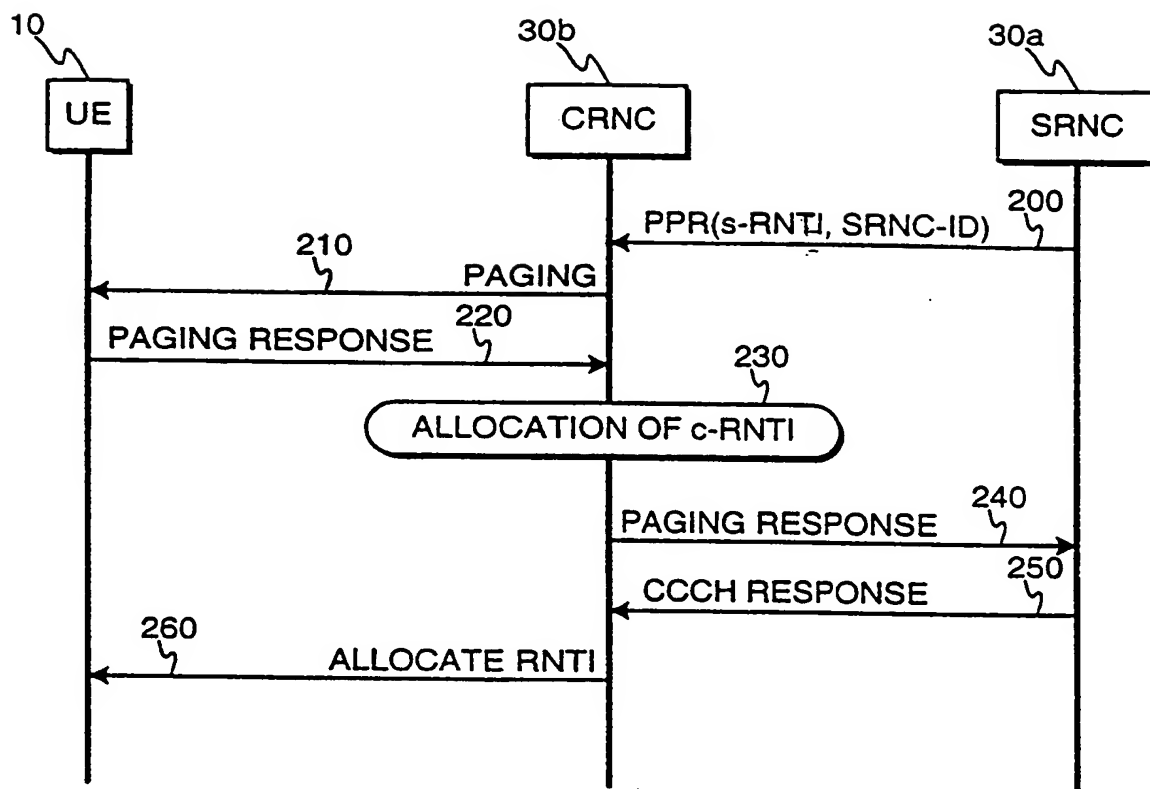 10
30b
30a
UE
CRNC
SRNC
200
PPR(s-RNTI, SRNC-ID)
210
PAGING
220
PAGING RESPONSE
230
ALLOCATION OF c-RNTI
240
PAGING RESPONSE
250
CCCH RESPONSE
260
ALLOCATE RNTI